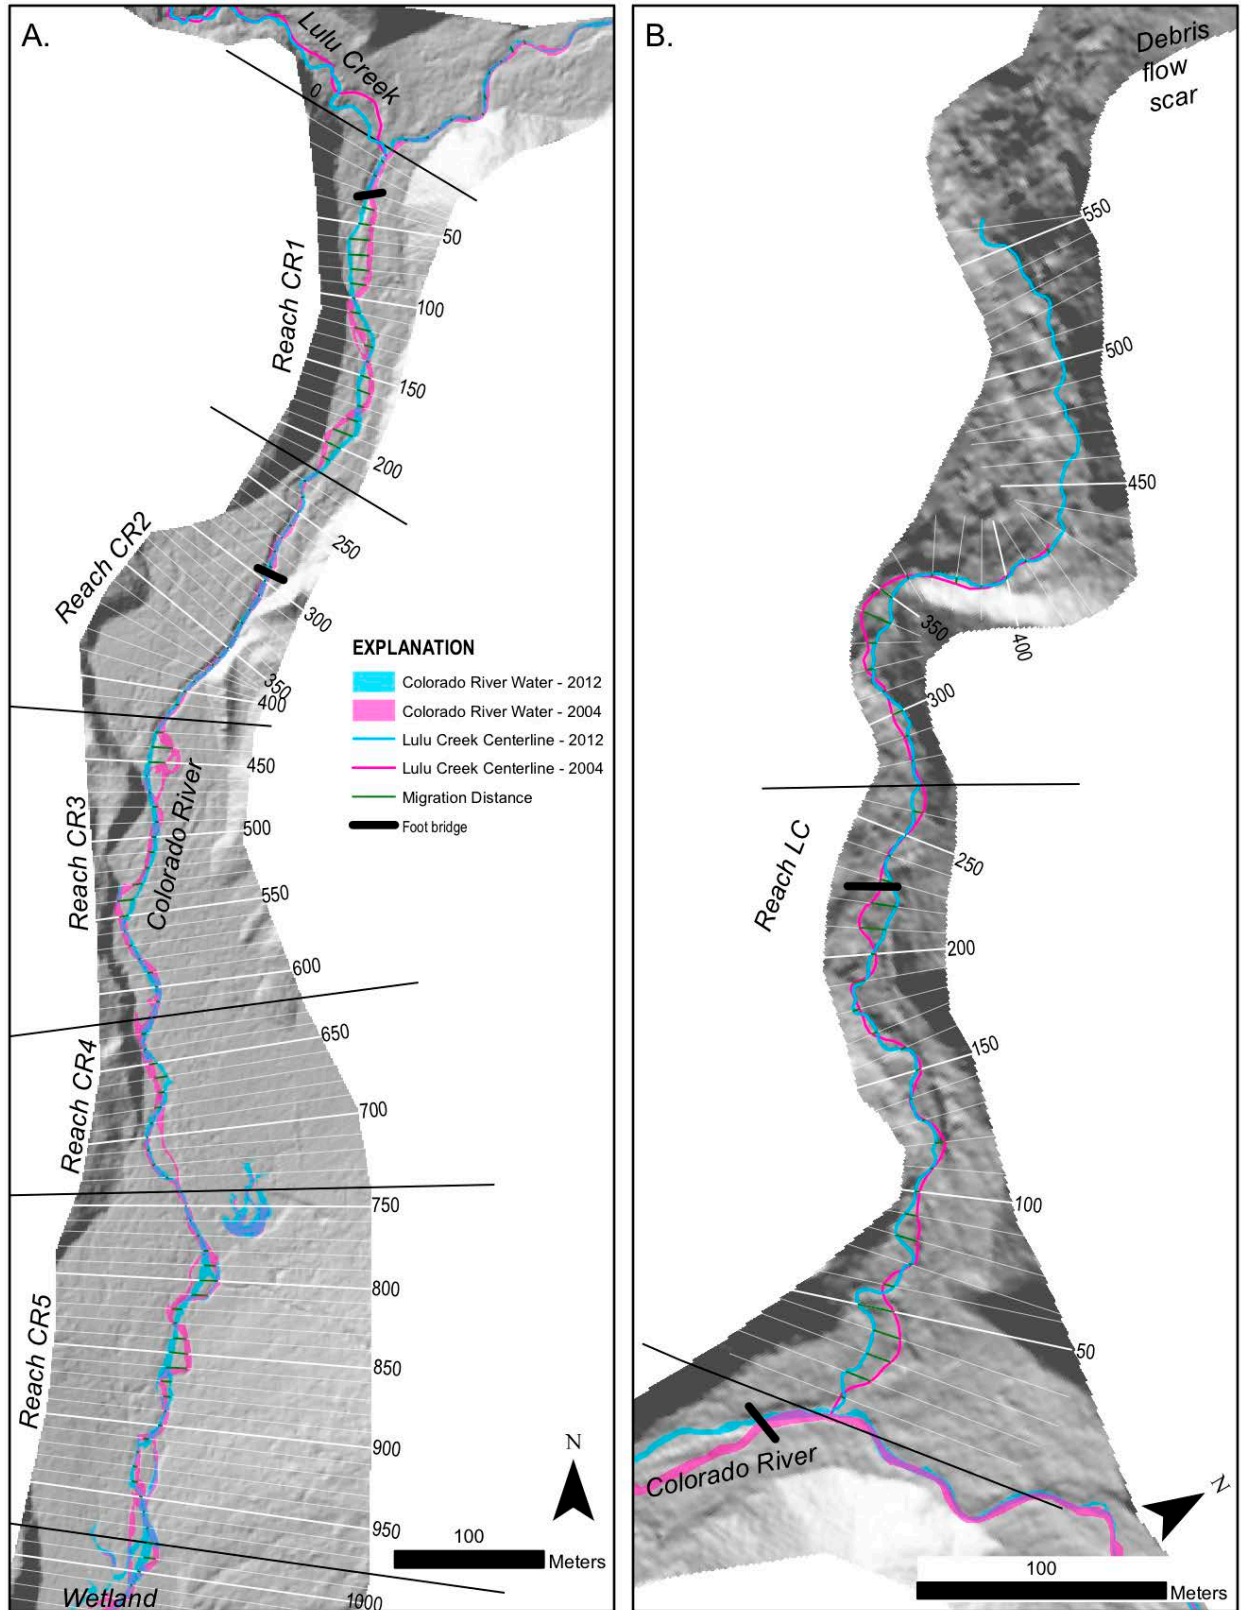 A.
Lulu Creek
0
50
Reach CR1
100
150
200
Reach CR2
250
300
350
400
EXPLANATION
Colorado River Water - 2012
Colorado River Water - 2004
Lulu Creek Centerline - 2012
Lulu Creek Centerline - 2004
Migration Distance
Foot bridge
450
Colorado River
Reach CR3
500
550
600
650
Reach CR4
700
750
800
Reach CR5
850
900
950
1000
Wetland
N
100
Meters
B.
Debris
flow
scar
550
500
450
400
350
300
Reach LC
250
200
150
100
50
Colorado River
N
100
Meters